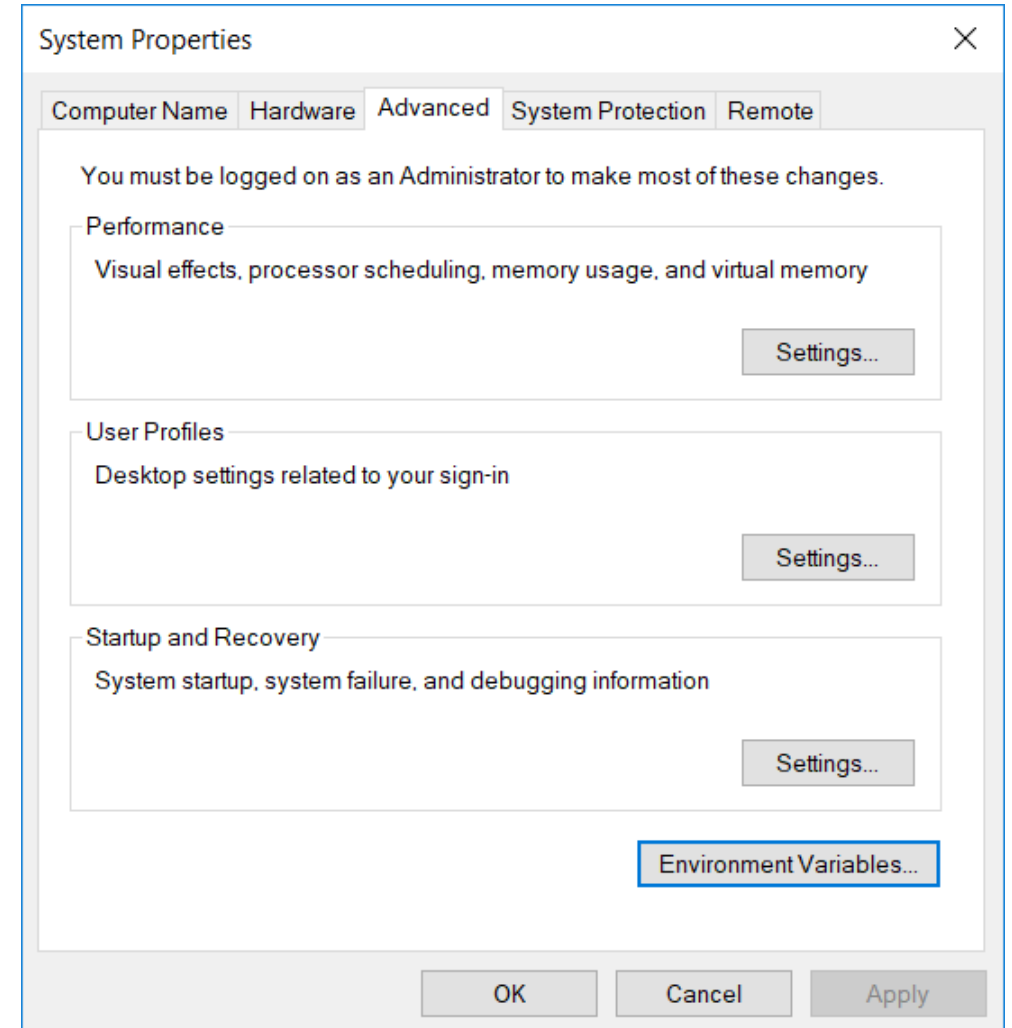 System Properties
Computer Name Hardware Advanced System Protection Remote
You must be logged on as an Administrator to make most of these changes.
Performance
Visual effects, processor scheduling, memory usage, and virtual memory
Settings...
User Profiles
Desktop settings related to your sign-in
Settings...
Startup and Recovery
System startup, system failure, and debugging information
Settings...
Environment Variables...
OK Cancel Apply